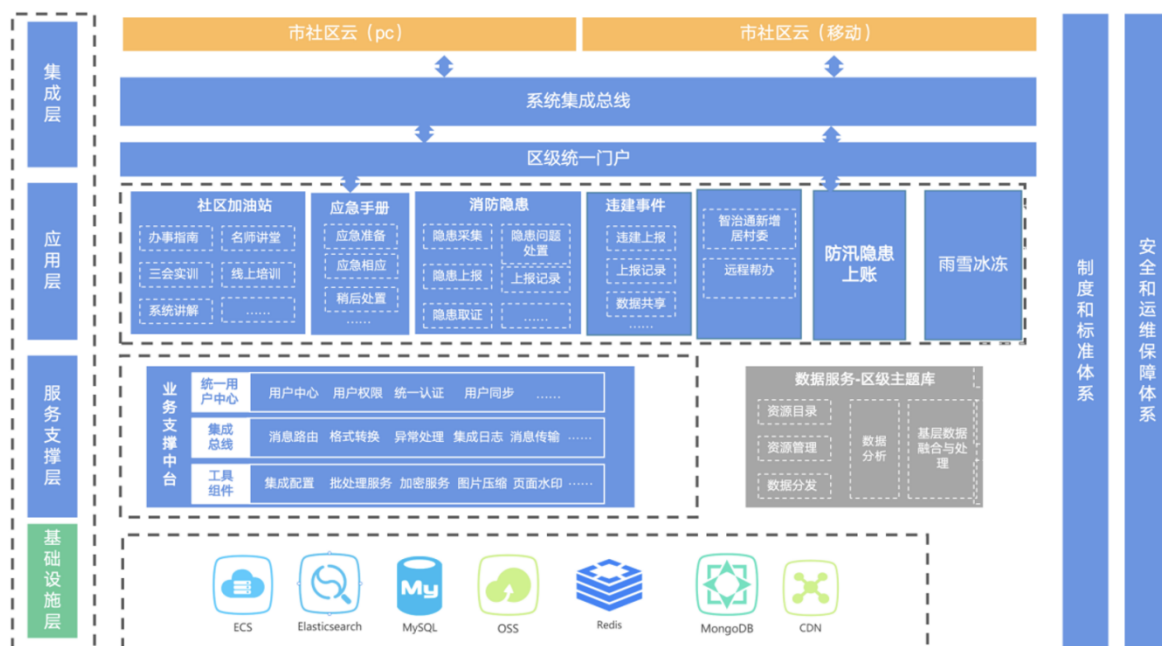 市社区云（pc）
市社区云（移动）
集成层
系统集成总线
区级统一门户
应用层
社区加油站
办事指南
名师讲堂
三会实训
线上培训
系统讲解
……
应急手册
应急准备
应急相应
稍后处置
……
消防隐患
隐患采集
隐患问题
处置
隐患上报
上报记录
隐患取证
……
违建事件
违建上报
上报记录
数据共享
……
智治通新增
居村委
远程帮办
防汛隐患
上账
雨雪冰冻
服务支撑层
业务支撑中台
统一用
户中心
用户中心 用户权限 统一认证 用户同步 ……
集成
总线
消息路由 格式转换 异常处理 集成日志 消息传输 ……
工具
组件
集成配置 批处理服务 加密服务 图片压缩 页面水印 ……
数据服务-区级主题库
资源目录
资源管理
数据分发
数据
分析
基层数据
融合与处
理
基础设施层
ECS
Elasticsearch
My
MySQL
OSS
Redis
MongoDB
CDN
制度和标准体系
安全和运维保障体系